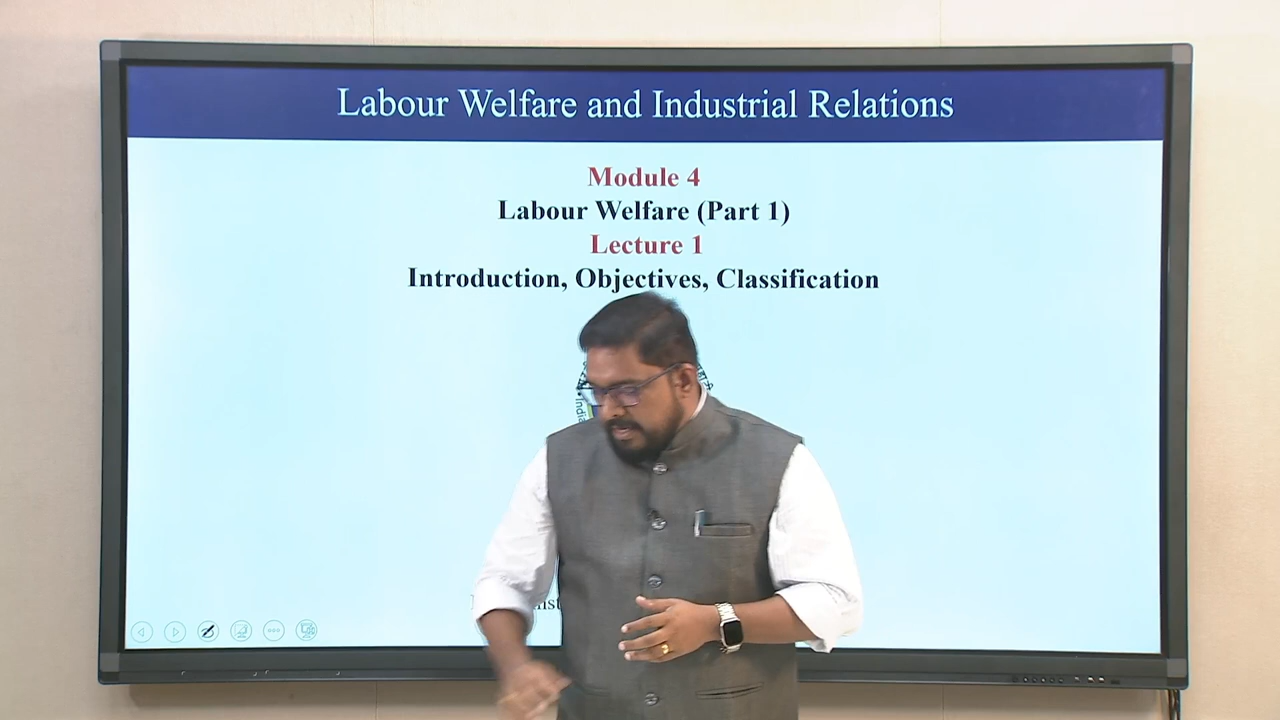 Labour Welfare and Industrial Relations
Module 4
Labour Welfare (Part 1)
Lecture 1
Introduction, Objectives, Classification